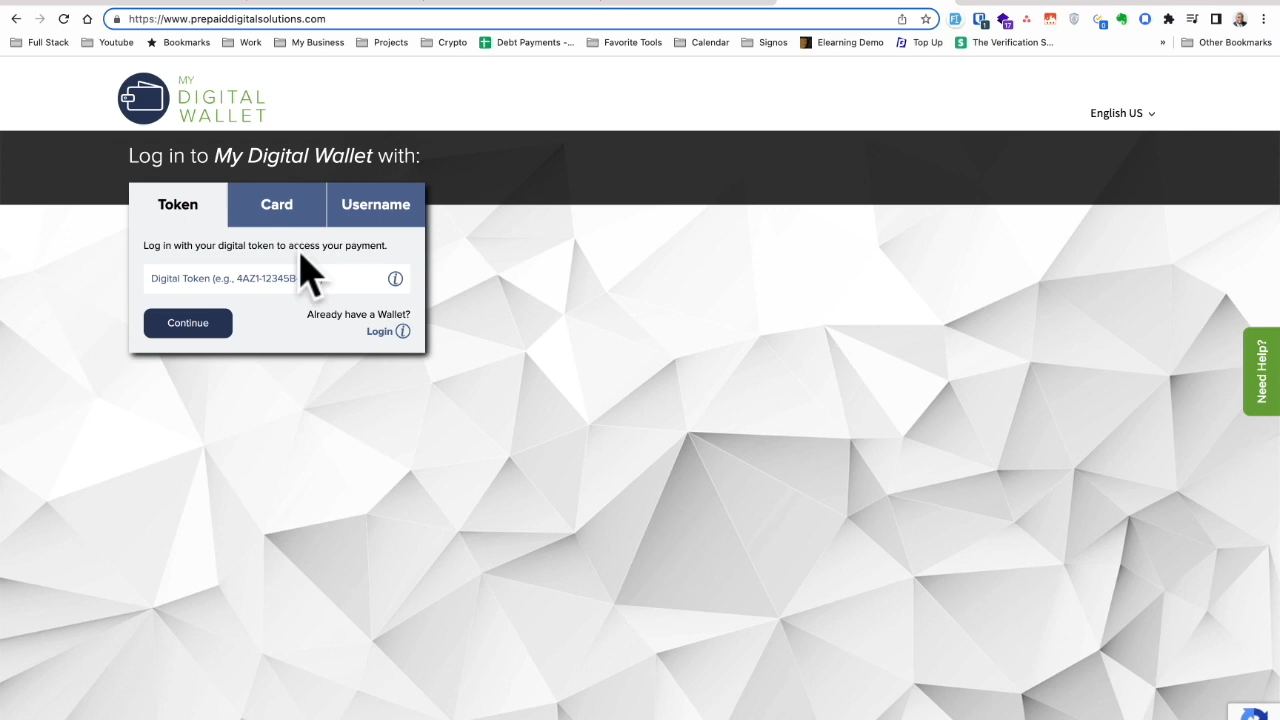 https://www.prepaiddigitalsolutions.com
Full Stack Youtube Bookmarks Work My Business Projects Crypto Debt Payments -... Favorite Tools Calendar Signos Elearning Demo Top Up The Verification S... » Other Bookmarks
MY
DIGITAL
WALLET
English US
Log in to My Digital Wallet with:
Token Card Username
Log in with your digital token to access your payment.
Digital Token (e.g., 4AZ1-12345B
Continue
Already have a Wallet?
Login
Need Help?